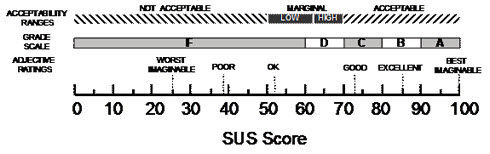 ACCEPTABILITY RANGES NOT ACCEPTABLE MARGINAL ACCEPTABLE
LOW HIGH
GRADE SCALE F D C B A
ADJECTIVE RATINGS WORST IMAGINABLE POOR OK GOOD EXCELLENT BEST IMAGINABLE
0 10 20 30 40 50 60 70 80 90 100
SUS Score